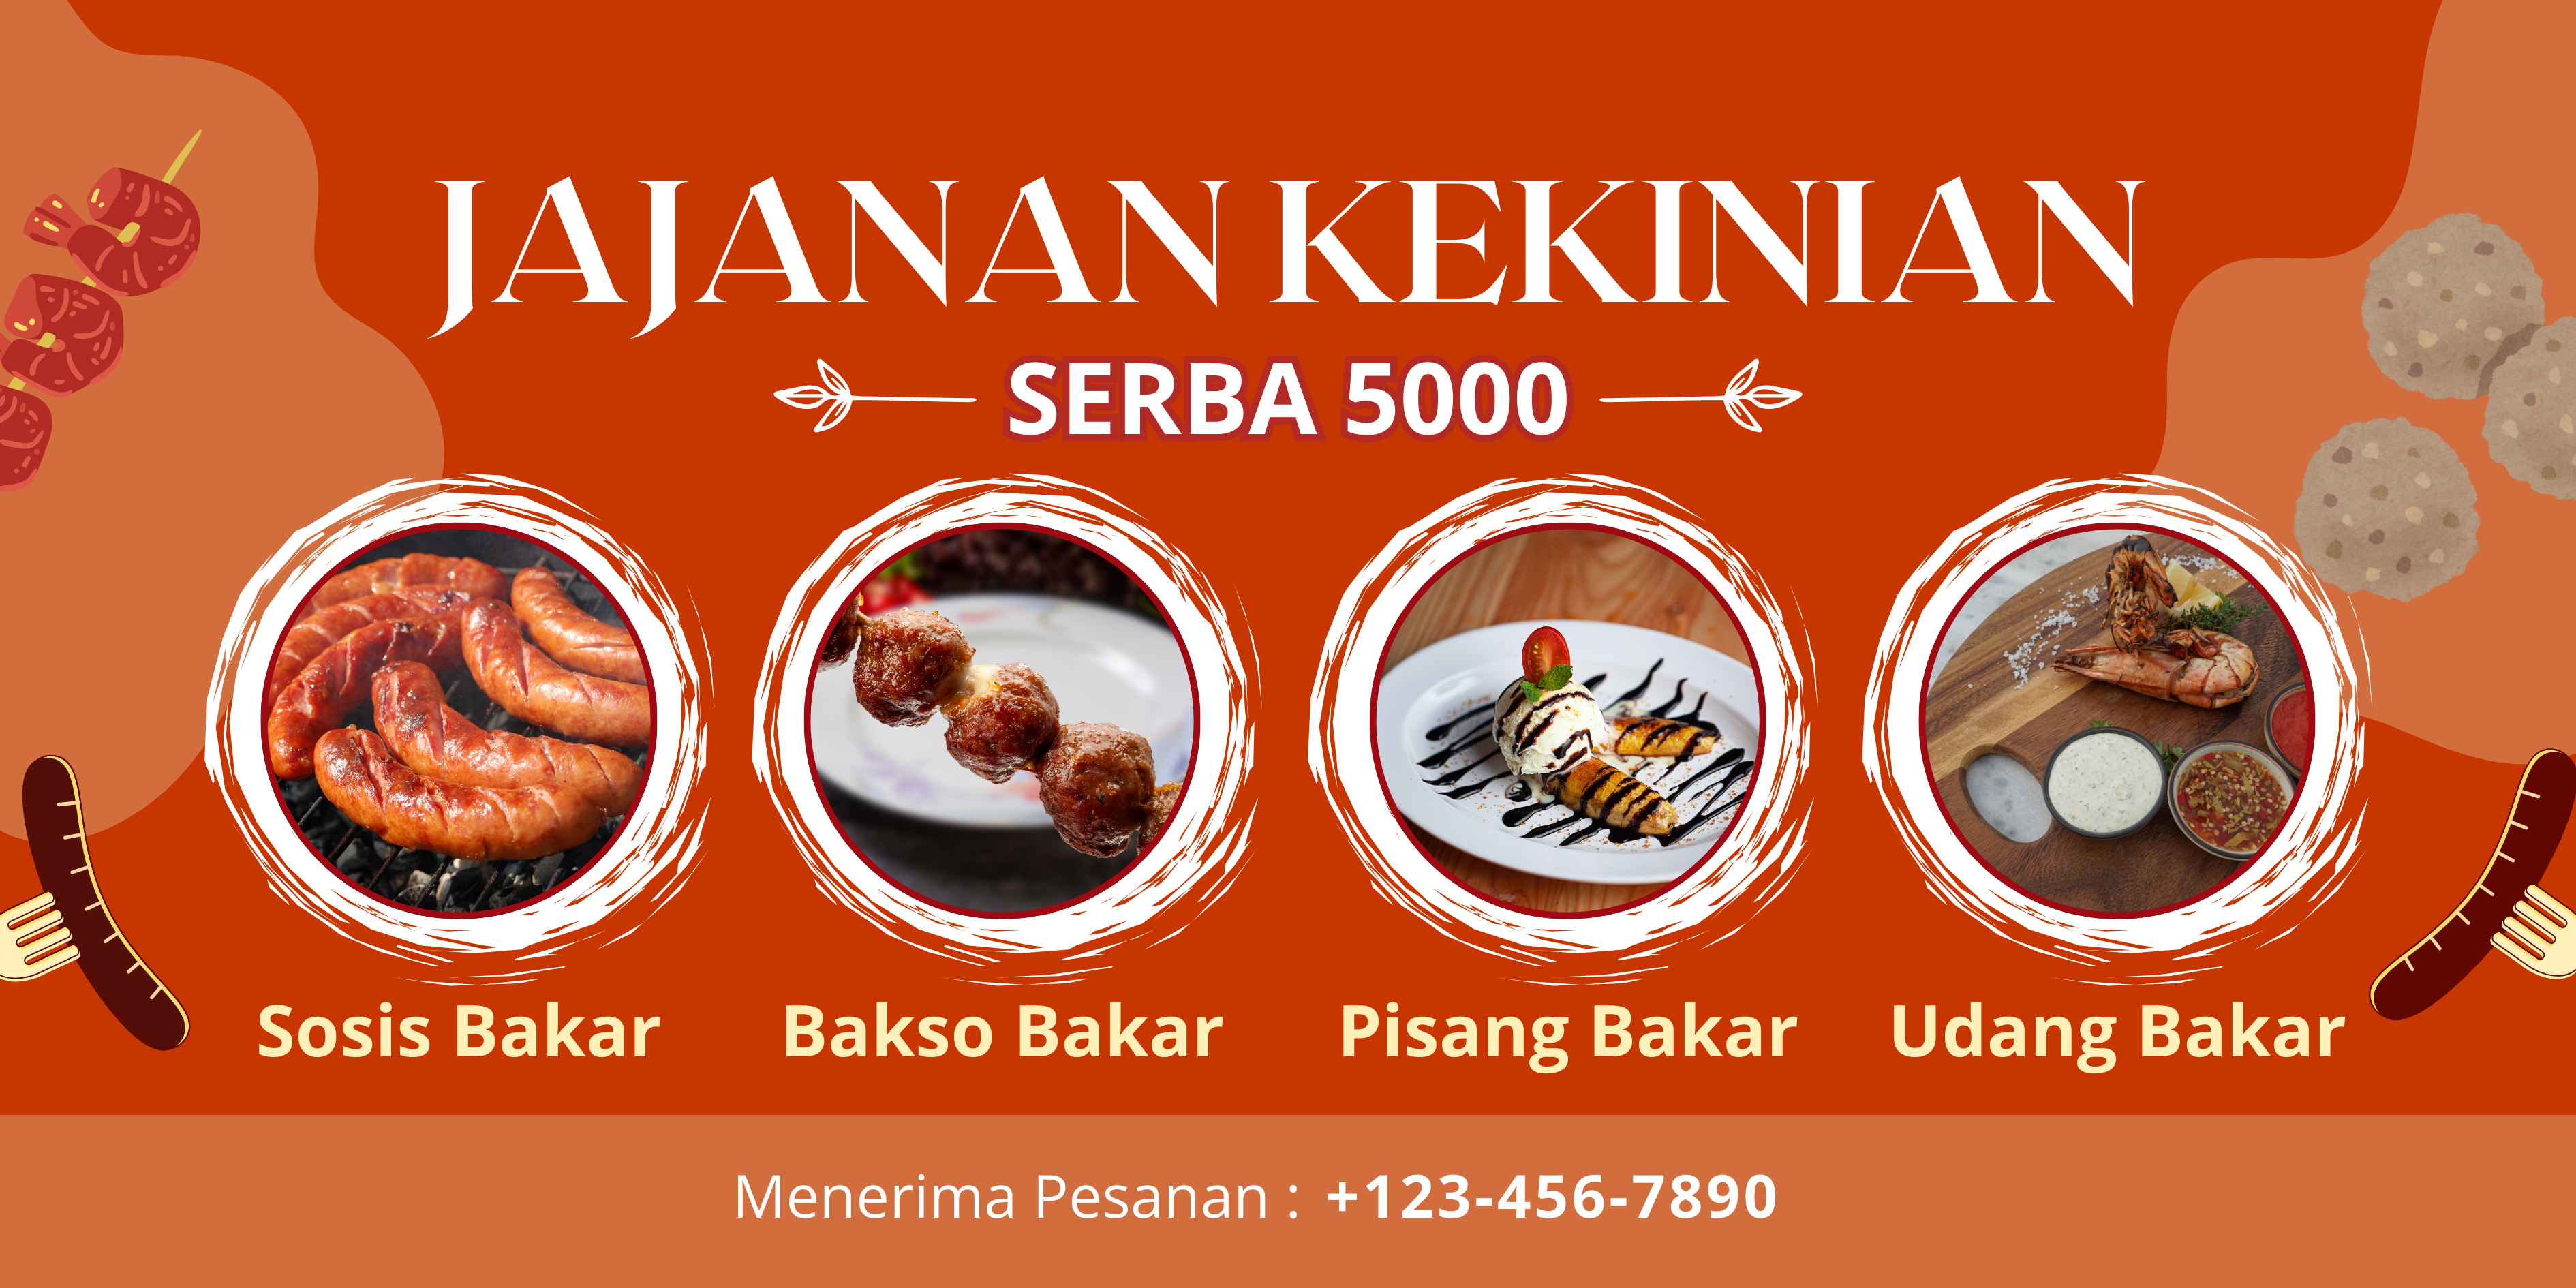 JAJANAN KEKINIAN
SERBA 5000
Sosis Bakar
Bakso Bakar
Pisang Bakar
Udang Bakar
Menerima Pesanan : +123-456-7890